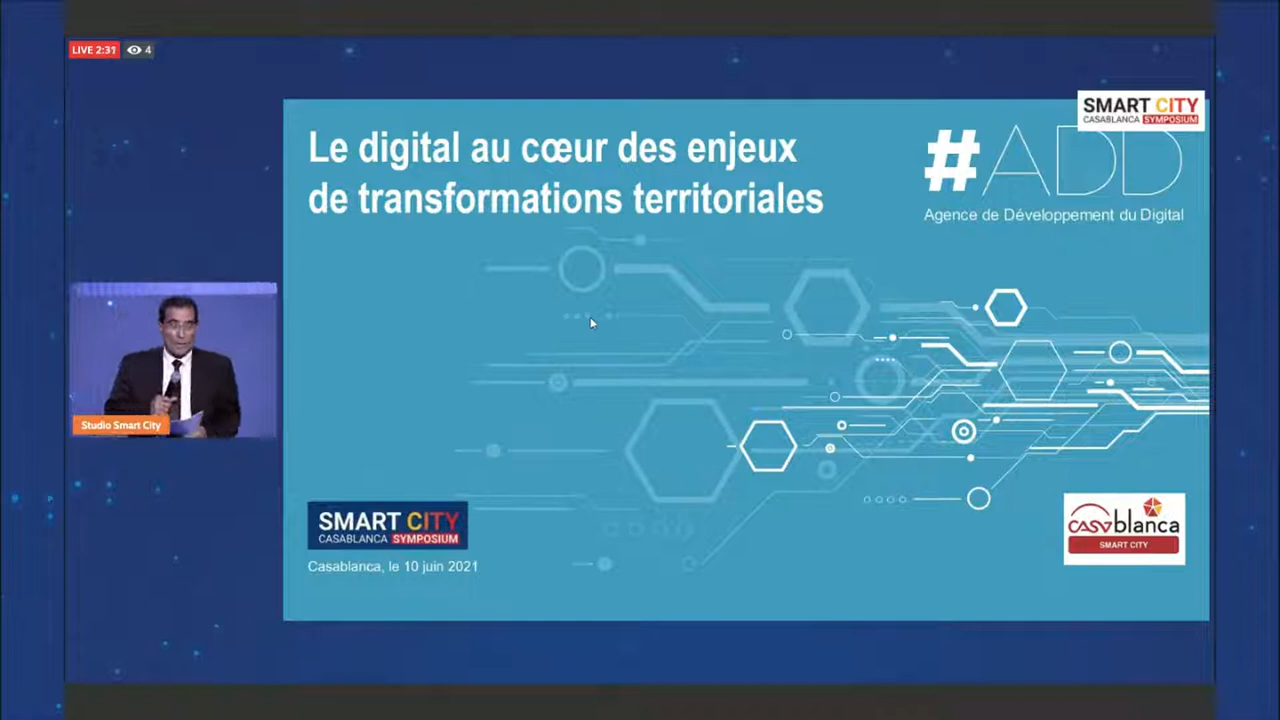 LIVE 2:31
4
SMART CITY
CASABLANCA SYMPOSIUM
Le digital au cœur des enjeux
de transformations territoriales
#ADD
Agence de Développement du Digital
Studio Smart City
SMART CITY
CASABLANCA SYMPOSIUM
Casablanca, le 10 juin 2021
casablanca
SMART CITY